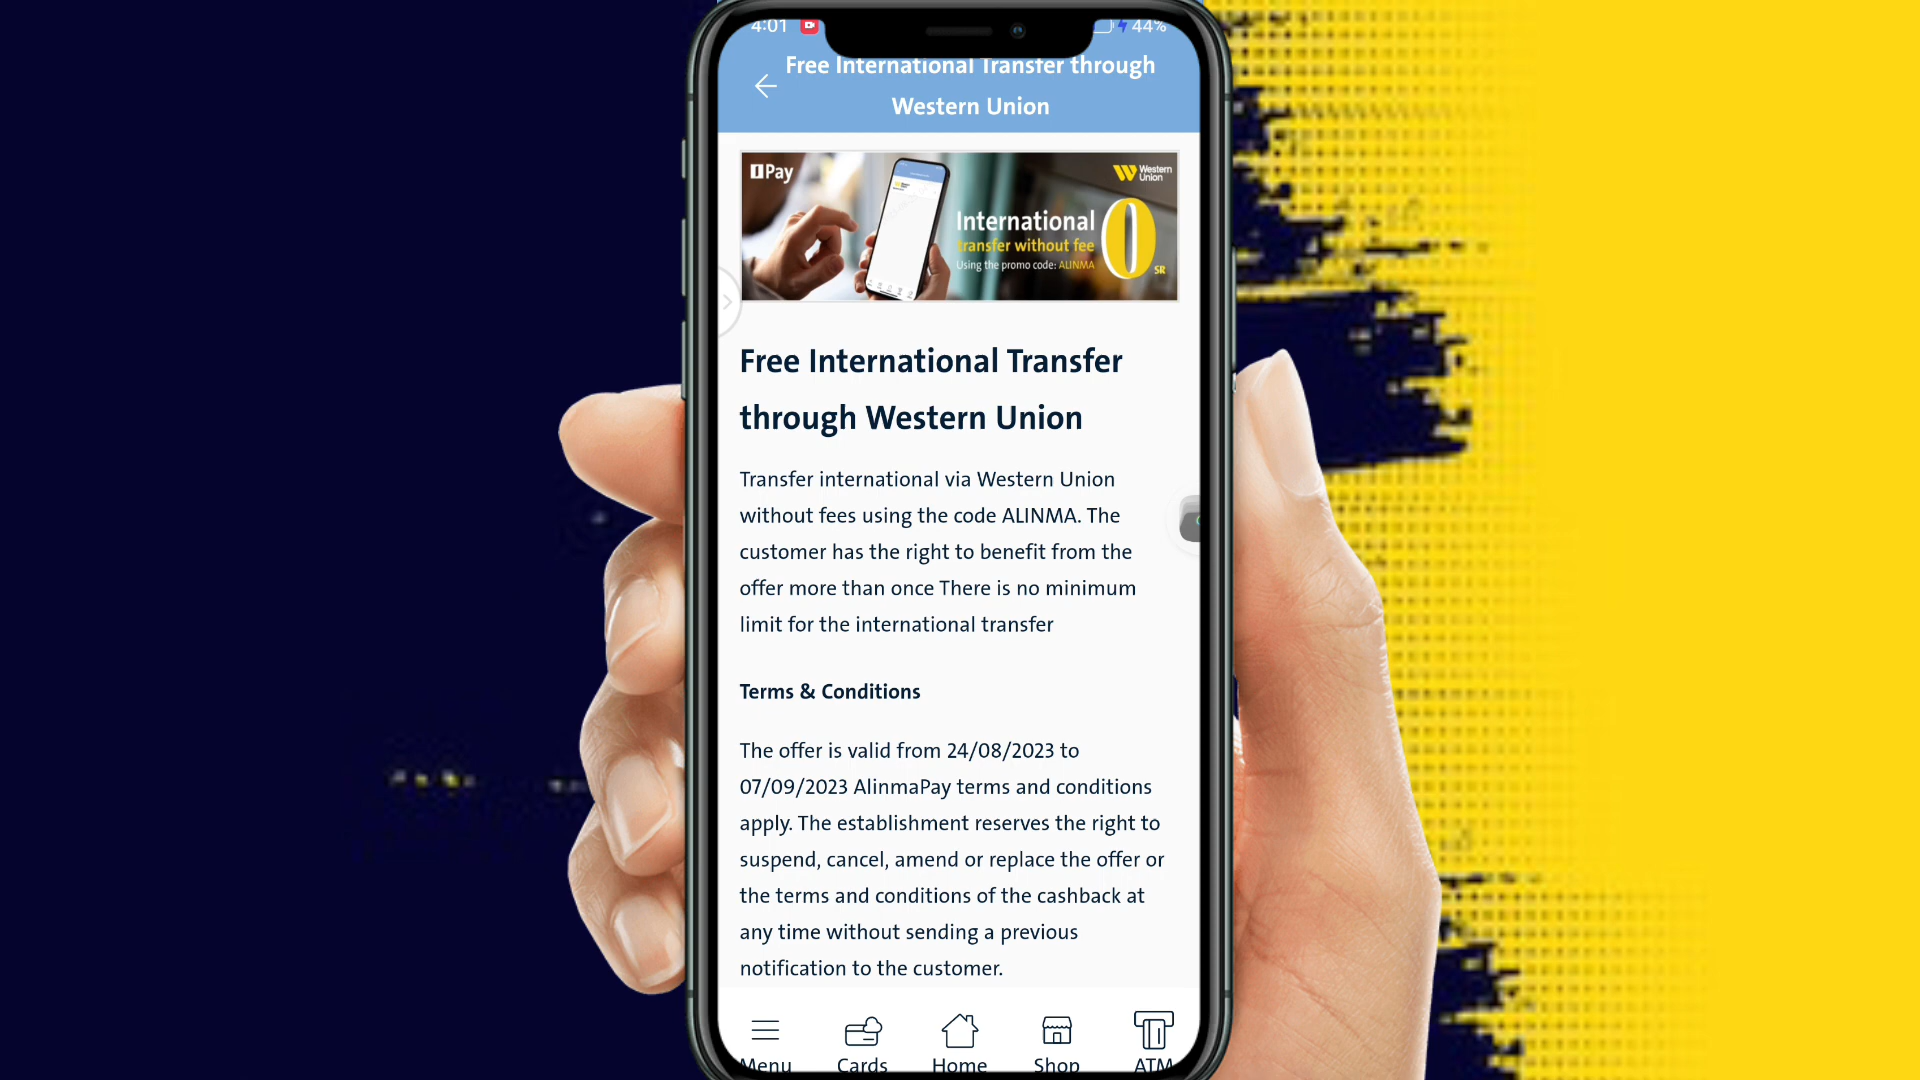 4:01
44%
Free International Transfer through
Western Union
Pay
Western
Union
International
transfer without fee
Using the promo code: ALINMA
0
SR
Free International Transfer
through Western Union
Transfer international via Western Union
without fees using the code ALINMA. The
customer has the right to benefit from the
offer more than once There is no minimum
limit for the international transfer
Terms & Conditions
The offer is valid from 24/08/2023 to
07/09/2023 AlinmaPay terms and conditions
apply. The establishment reserves the right to
suspend, cancel, amend or replace the offer or
the terms and conditions of the cashback at
any time without sending a previous
notification to the customer.
Menu
Cards
Home
Shop
ATM